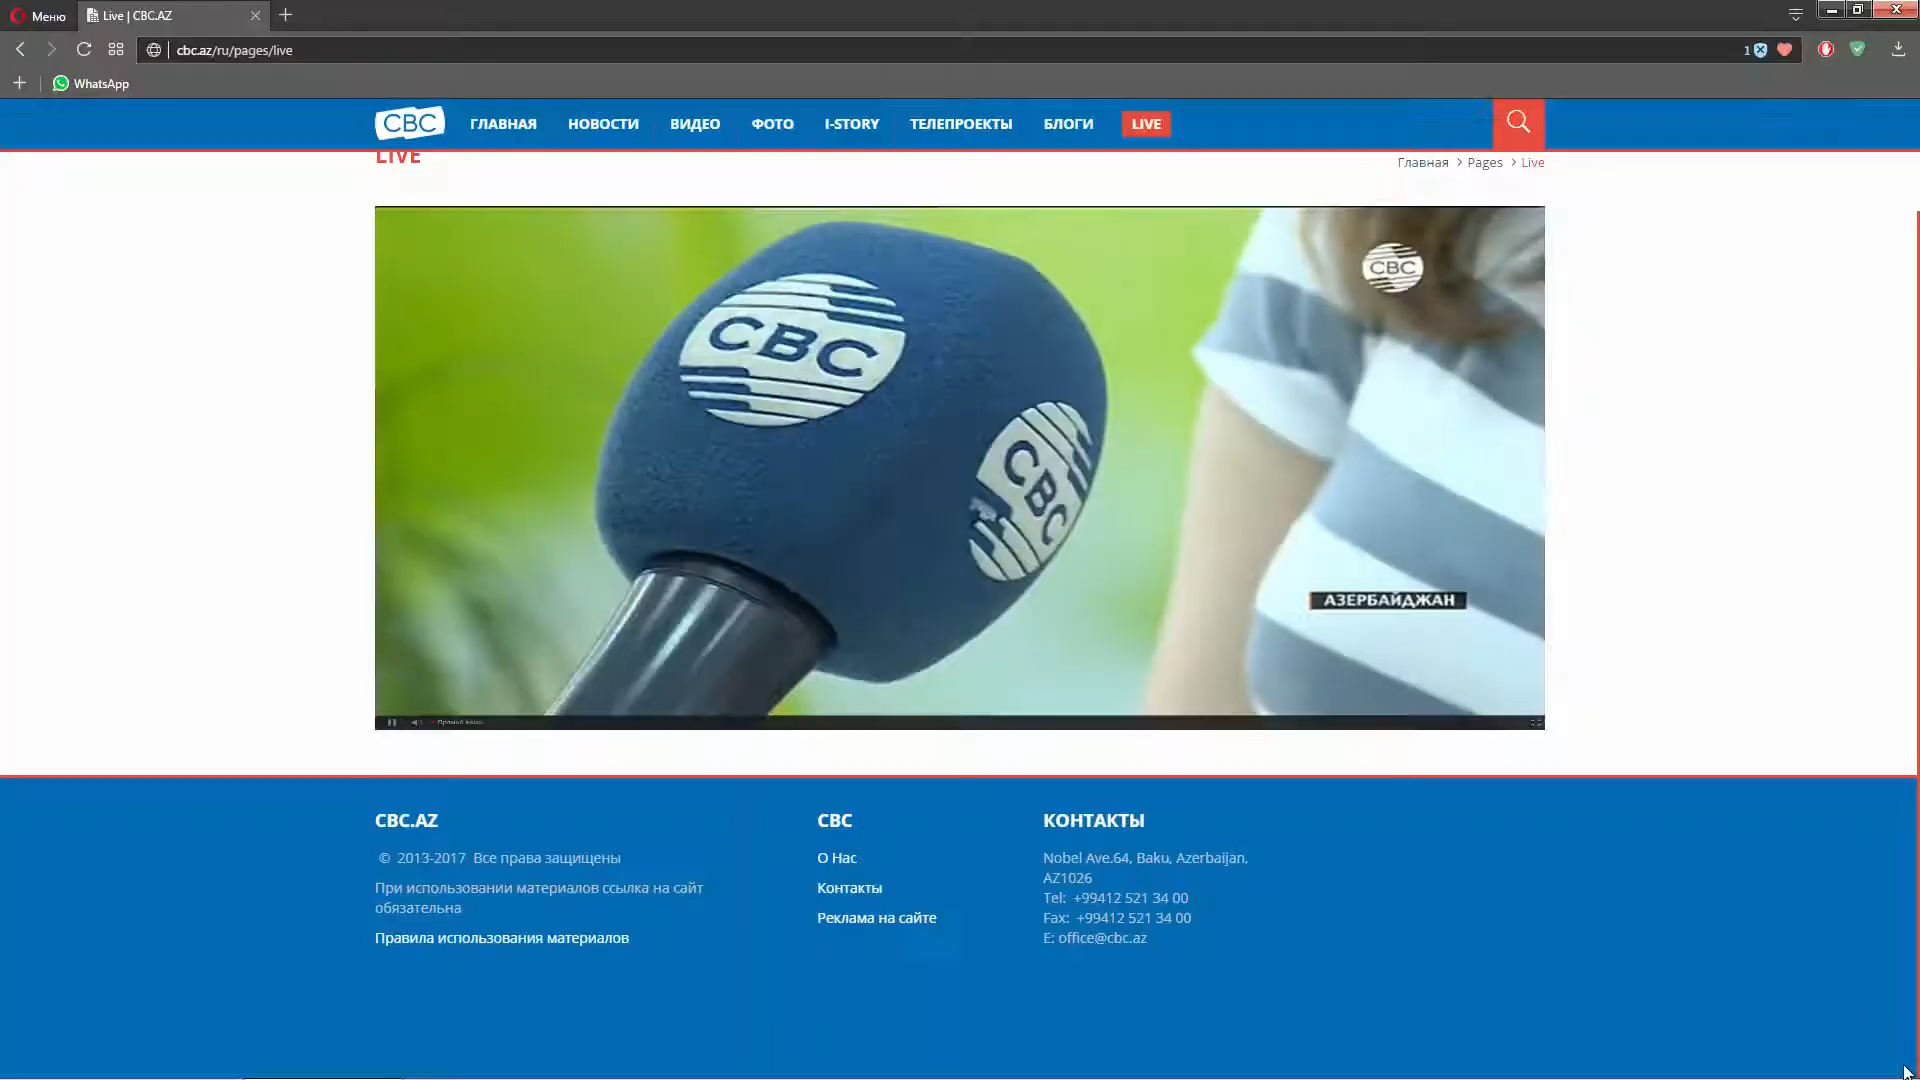 Меню
Live | CBC.AZ
cbc.az/ru/pages/live
1
WhatsApp
CBC
ГЛАВНАЯ
НОВОСТИ
ВИДЕО
ФОТО
I-STORY
ТЕЛЕПРОЕКТЫ
БЛОГИ
LIVE
LIVE
Главная > Pages > Live
CBC
CBC
CBC
АЗЕРБАЙДЖАН
Прямой эфир
CBC.AZ
© 2013-2017 Все права защищены
При использовании материалов ссылка на сайт
обязательна
Правила использования материалов
CBC
О Нас
Контакты
Реклама на сайте
КОНТАКТЫ
Nobel Ave.64, Baku, Azerbaijan,
AZ1026
Tel: +99412 521 34 00
Fax: +99412 521 34 00
E: office@cbc.az